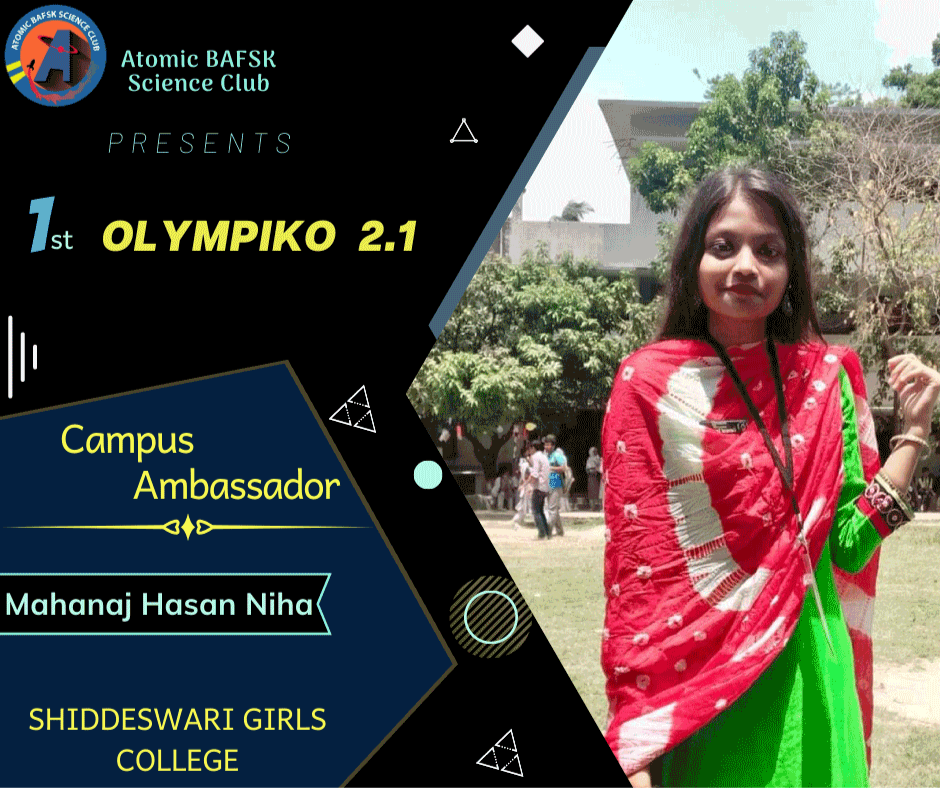 ATOMIC BAFSK SCIENCE CLUB
A
Atomic BAFSK
Science Club
PRESENTS
1st OLYMPIKO 2.1
Campus
Ambassador
Mahanaj Hasan Niha
SHIDDESWARI GIRLS
COLLEGE